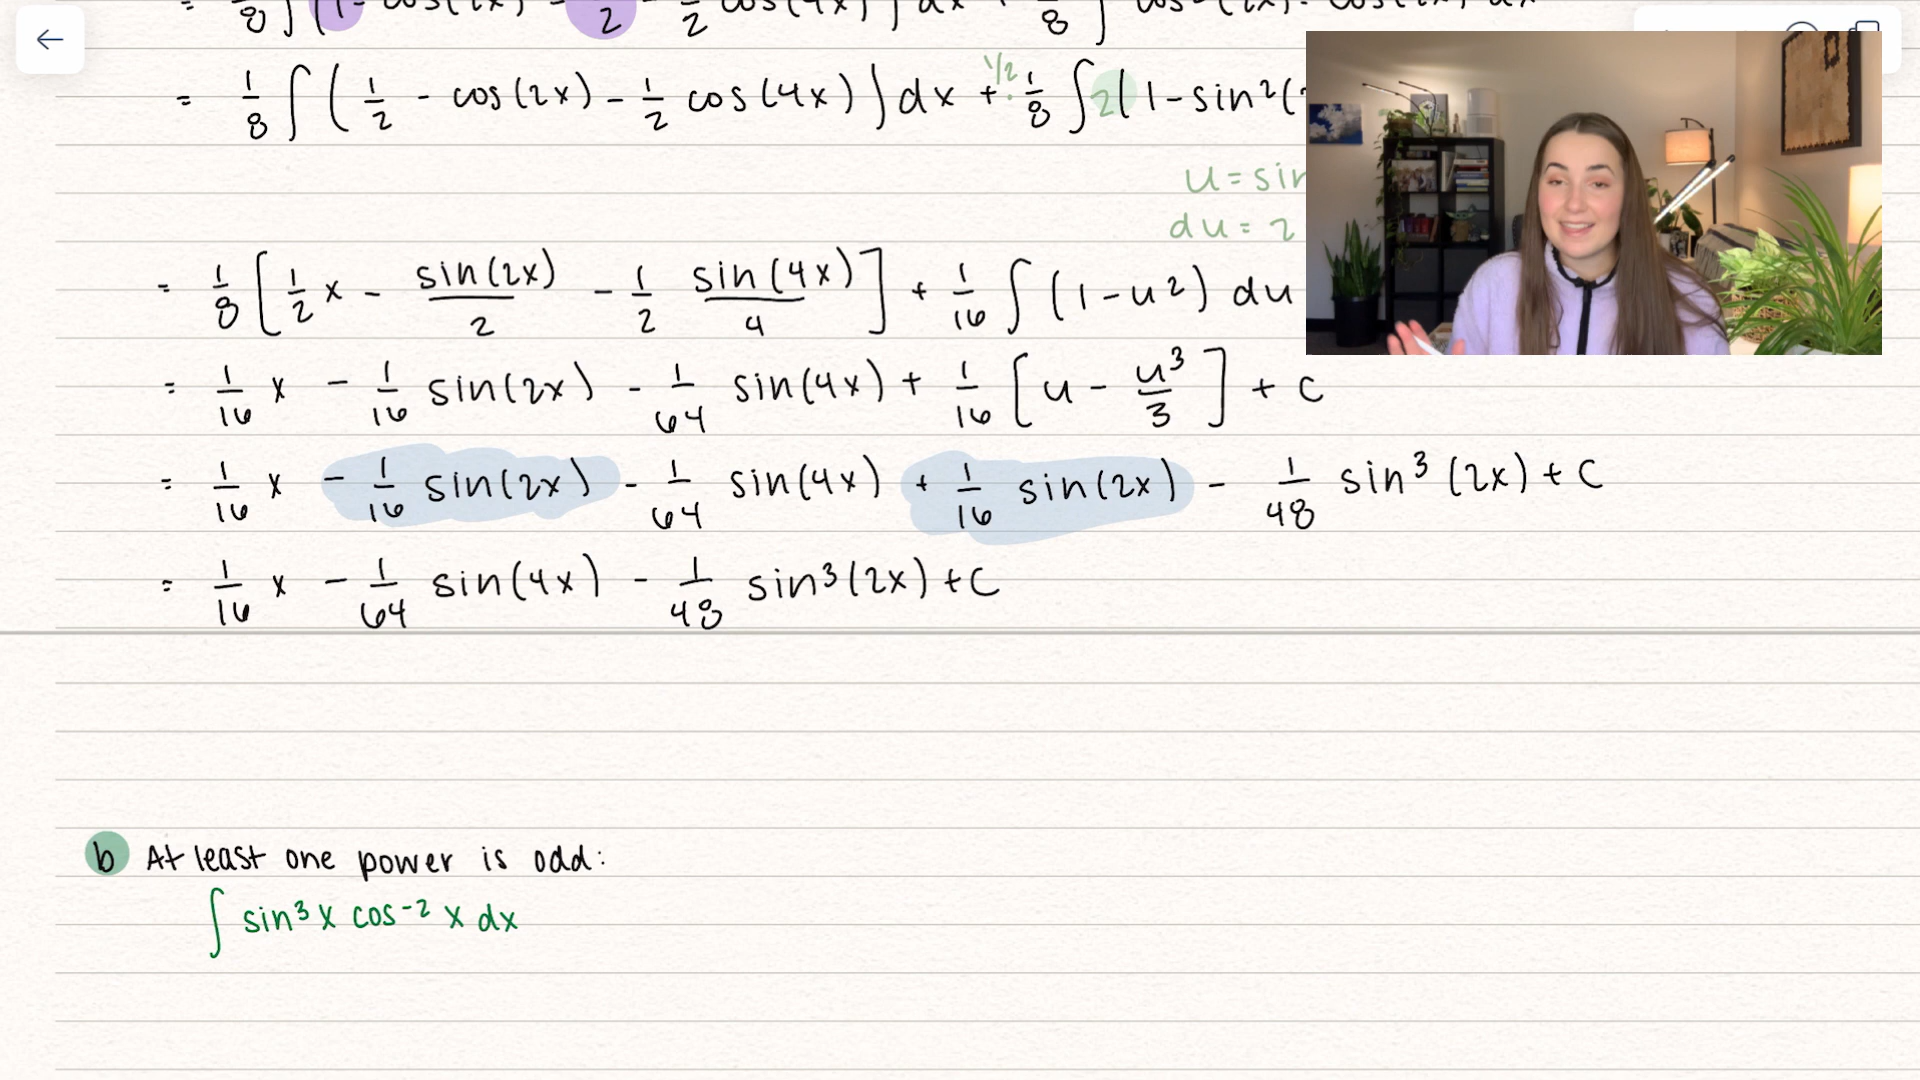 = 1/8 ∫ (1/2 - cos(2x) - 1/2 cos(4x)) dx + 1/2 · 1/8 ∫ 2(1 - sin²(
u = sin
du = 2
= 1/8 [1/2 x - sin(2x)/2 - 1/2 sin(4x)/4] + 1/16 ∫ (1 - u²) du
= 1/16 x - 1/16 sin(2x) - 1/64 sin(4x) + 1/16 [u - u³/3] + C
= 1/16 x - 1/16 sin(2x) - 1/64 sin(4x) + 1/16 sin(2x) - 1/48 sin³(2x) + C
= 1/16 x - 1/64 sin(4x) - 1/48 sin³(2x) + C
b At least one power is odd:
∫ sin³x cos⁻²x dx